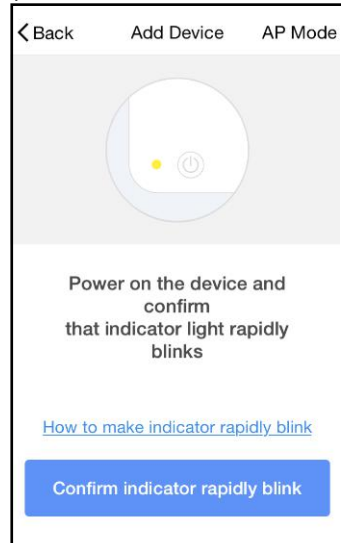 Back Add Device AP Mode
Power on the device and
confirm
that indicator light rapidly
blinks
How to make indicator rapidly blink
Confirm indicator rapidly blink